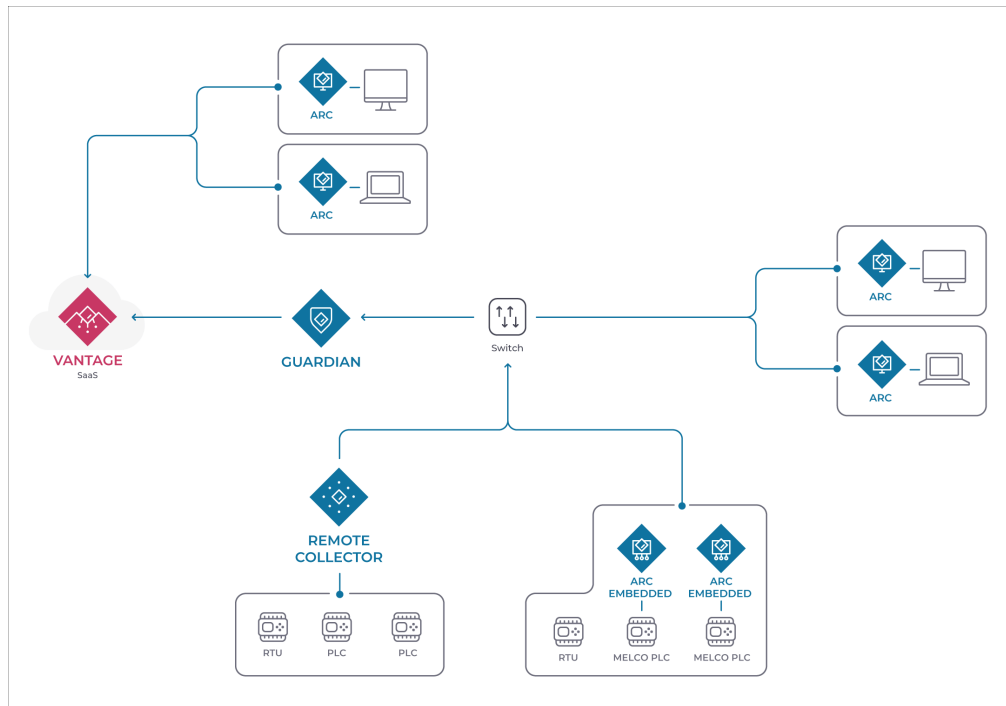 ARC
ARC
ARC
ARC
VANTAGE
SaaS
GUARDIAN
Switch
REMOTE
COLLECTOR
ARC
EMBEDDED
ARC
EMBEDDED
RTU
PLC
PLC
RTU
MELCO PLC
MELCO PLC